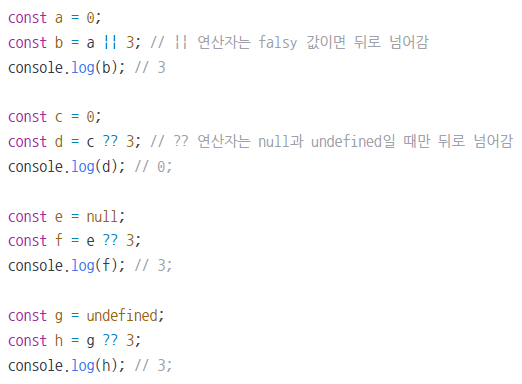 const a = 0;
const b = a || 3; // || 연산자는 falsy 값이면 뒤로 넘어감
console.log(b); // 3
const c = 0;
const d = c ?? 3; // ?? 연산자는 null과 undefined일 때만 뒤로 넘어감
console.log(d); // 0;
const e = null;
const f = e ?? 3;
console.log(f); // 3;
const g = undefined;
const h = g ?? 3;
console.log(h); // 3;